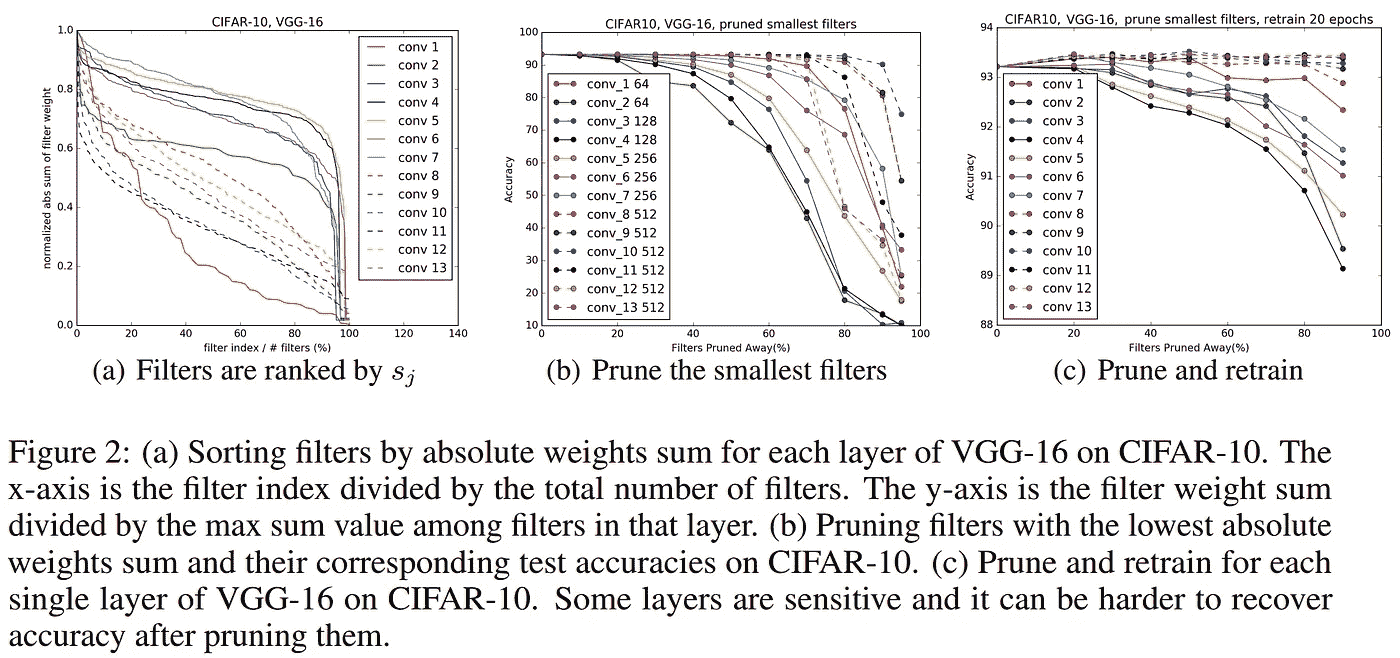 CIFAR-10, VGG-16
1.0
0.8
0.6
0.4
0.2
0.0
normalized abs sum of filter weight
0 20 40 60 80 100 120 140
filter index / # filters (%)
conv 1
conv 2
conv 3
conv 4
conv 5
conv 6
conv 7
conv 8
conv 9
conv 10
conv 11
conv 12
conv 13
(a) Filters are ranked by sj
CIFAR10, VGG-16, pruned smallest filters
100
90
80
70
60
50
40
30
20
10
Accuracy
0 20 40 60 80 100
Filters Pruned Away(%)
conv_1 64
conv_2 64
conv_3 128
conv_4 128
conv_5 256
conv_6 256
conv_7 256
conv_8 512
conv_9 512
conv_10 512
conv_11 512
conv_12 512
conv_13 512
(b) Prune the smallest filters
CIFAR10, VGG-16, prune smallest filters, retrain 20 epochs
94
93
92
91
90
89
88
Accuracy
0 20 40 60 80 100
Filters Pruned Away(%)
conv 1
conv 2
conv 3
conv 4
conv 5
conv 6
conv 7
conv 8
conv 9
conv 10
conv 11
conv 12
conv 13
(c) Prune and retrain
Figure 2: (a) Sorting filters by absolute weights sum for each layer of VGG-16 on CIFAR-10. The
x-axis is the filter index divided by the total number of filters. The y-axis is the filter weight sum
divided by the max sum value among filters in that layer. (b) Pruning filters with the lowest absolute
weights sum and their corresponding test accuracies on CIFAR-10. (c) Prune and retrain for each
single layer of VGG-16 on CIFAR-10. Some layers are sensitive and it can be harder to recover
accuracy after pruning them.